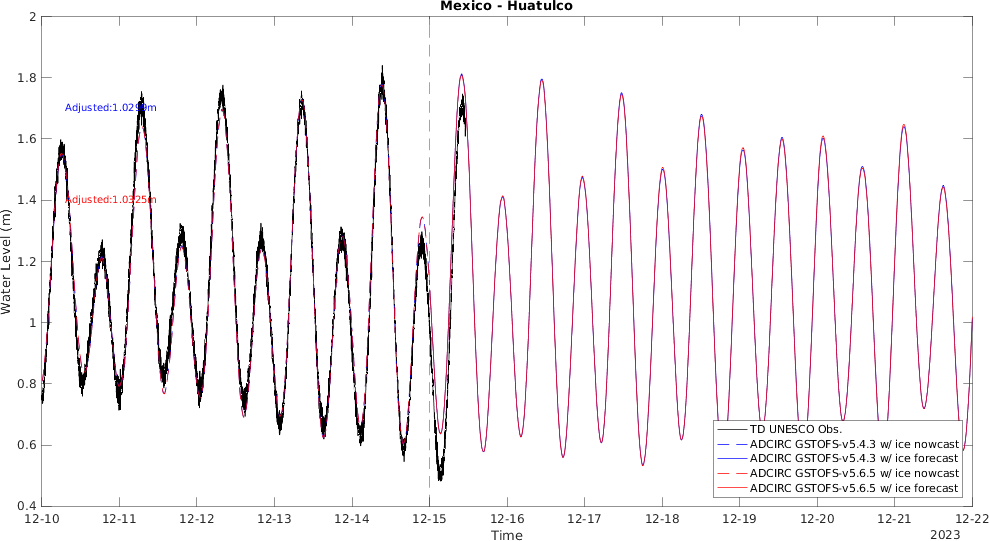 Mexico - Huatulco
Water Level (m)
2
1.8
1.6
1.4
1.2
1
0.8
0.6
0.4
Adjusted:1.0299m
Adjusted:1.0325m
TD UNESCO Obs.
ADCIRC GSTOFS-v5.4.3 w/ ice nowcast
ADCIRC GSTOFS-v5.4.3 w/ ice forecast
ADCIRC GSTOFS-v5.6.5 w/ ice nowcast
ADCIRC GSTOFS-v5.6.5 w/ ice forecast
12-10 12-11 12-12 12-13 12-14 12-15 12-16 12-17 12-18 12-19 12-20 12-21 12-22
Time
2023